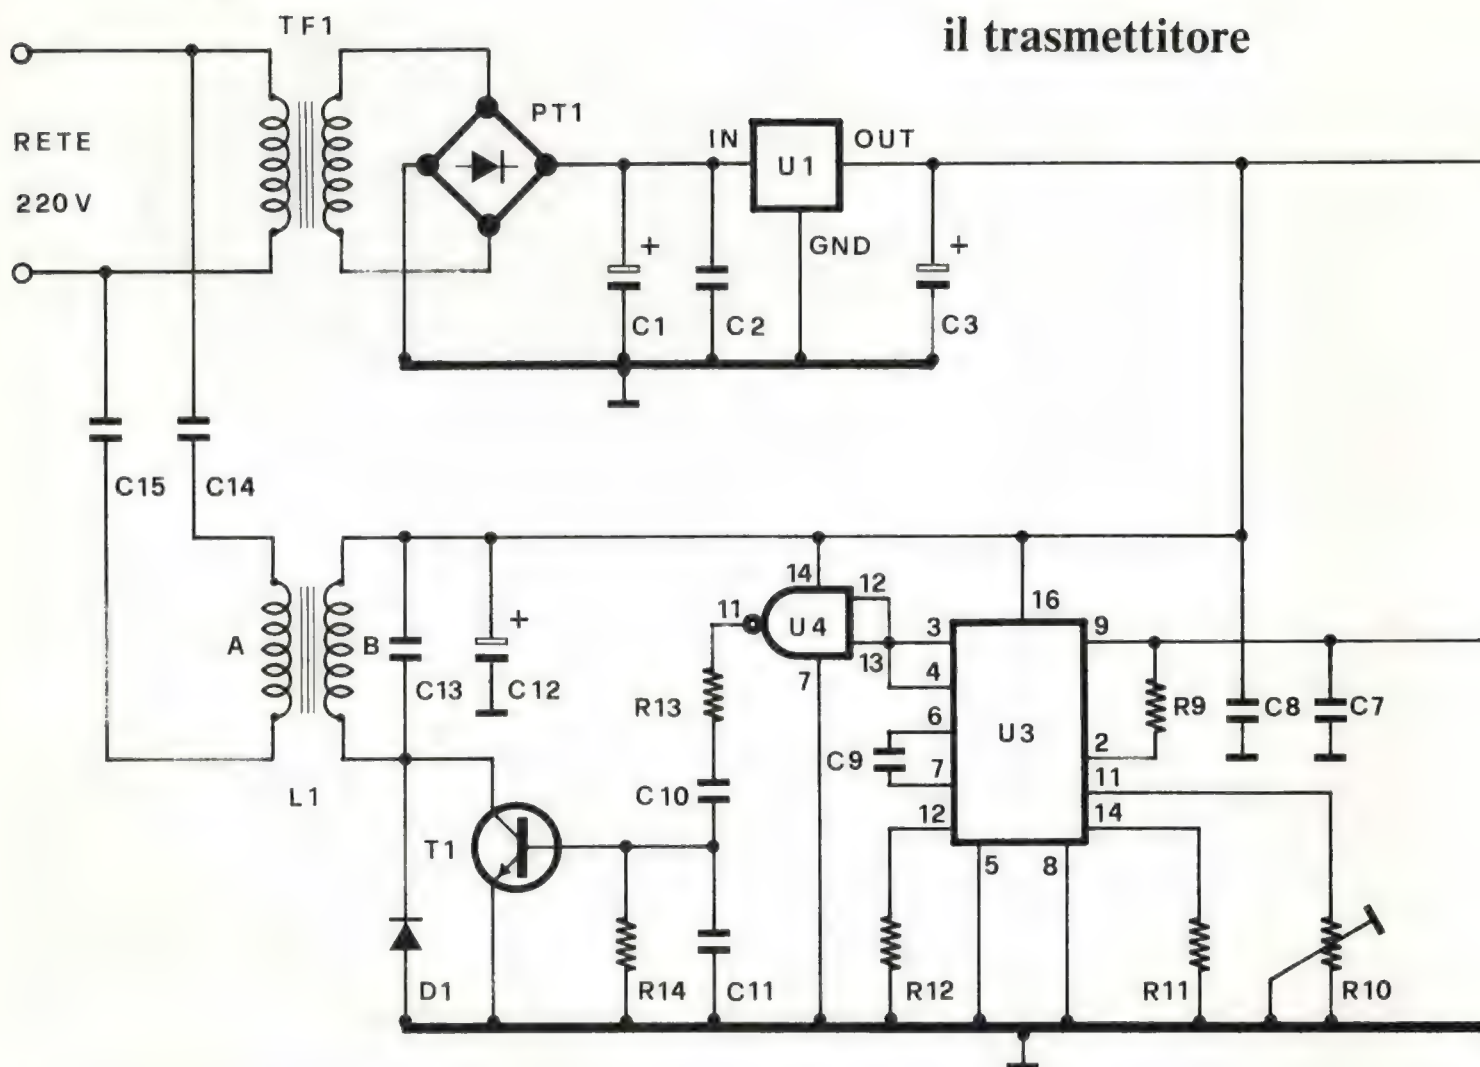 il trasmettitore
TF1
RETE
220 V
PT1
IN
U1
OUT
GND
+
C1
C2
+
C3
C15
C14
A
B
L1
C13
+
C12
14
12
11
U4
13
7
R13
C10
T1
D1
R14
C11
3
4
6
7
12
C9
16
9
U3
2
11
14
5
8
R9
C8
C7
R12
R11
R10